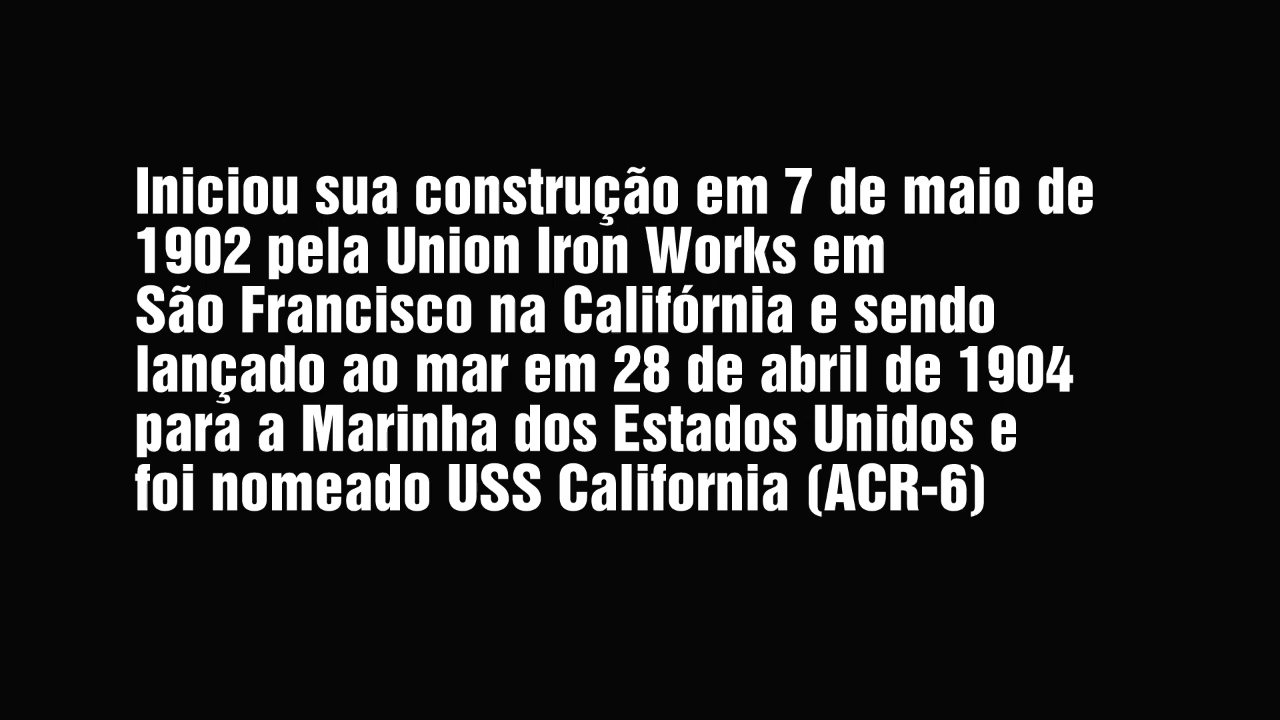 Iniciou sua construção em 7 de maio de
1902 pela Union Iron Works em
São Francisco na Califórnia e sendo
lançado ao mar em 28 de abril de 1904
para a Marinha dos Estados Unidos e
foi nomeado USS California (ACR-6)